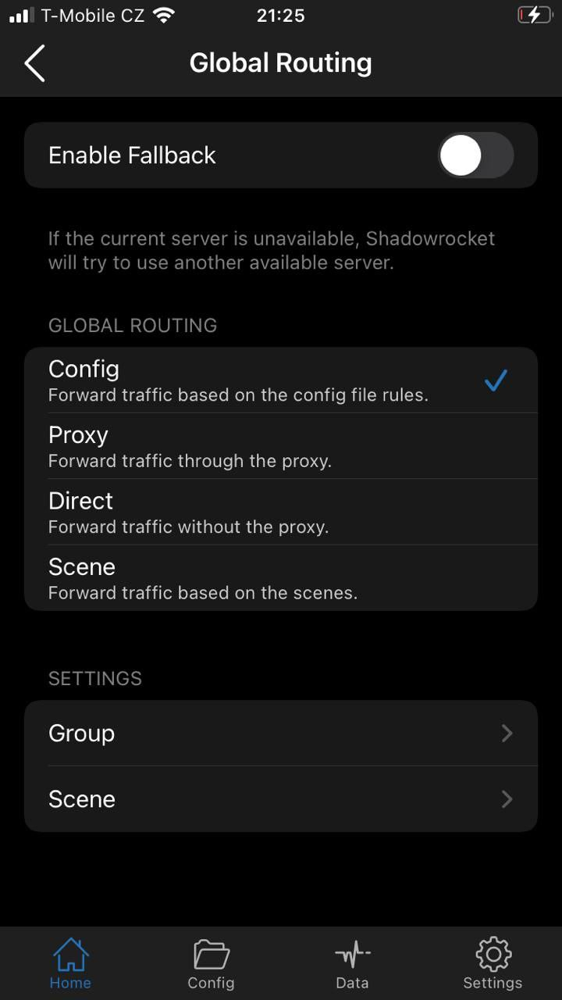 T-Mobile CZ 21:25
Global Routing
Enable Fallback
If the current server is unavailable, Shadowrocket
will try to use another available server.
GLOBAL ROUTING
Config
Forward traffic based on the config file rules.
Proxy
Forward traffic through the proxy.
Direct
Forward traffic without the proxy.
Scene
Forward traffic based on the scenes.
SETTINGS
Group
Scene
Home Config Data Settings